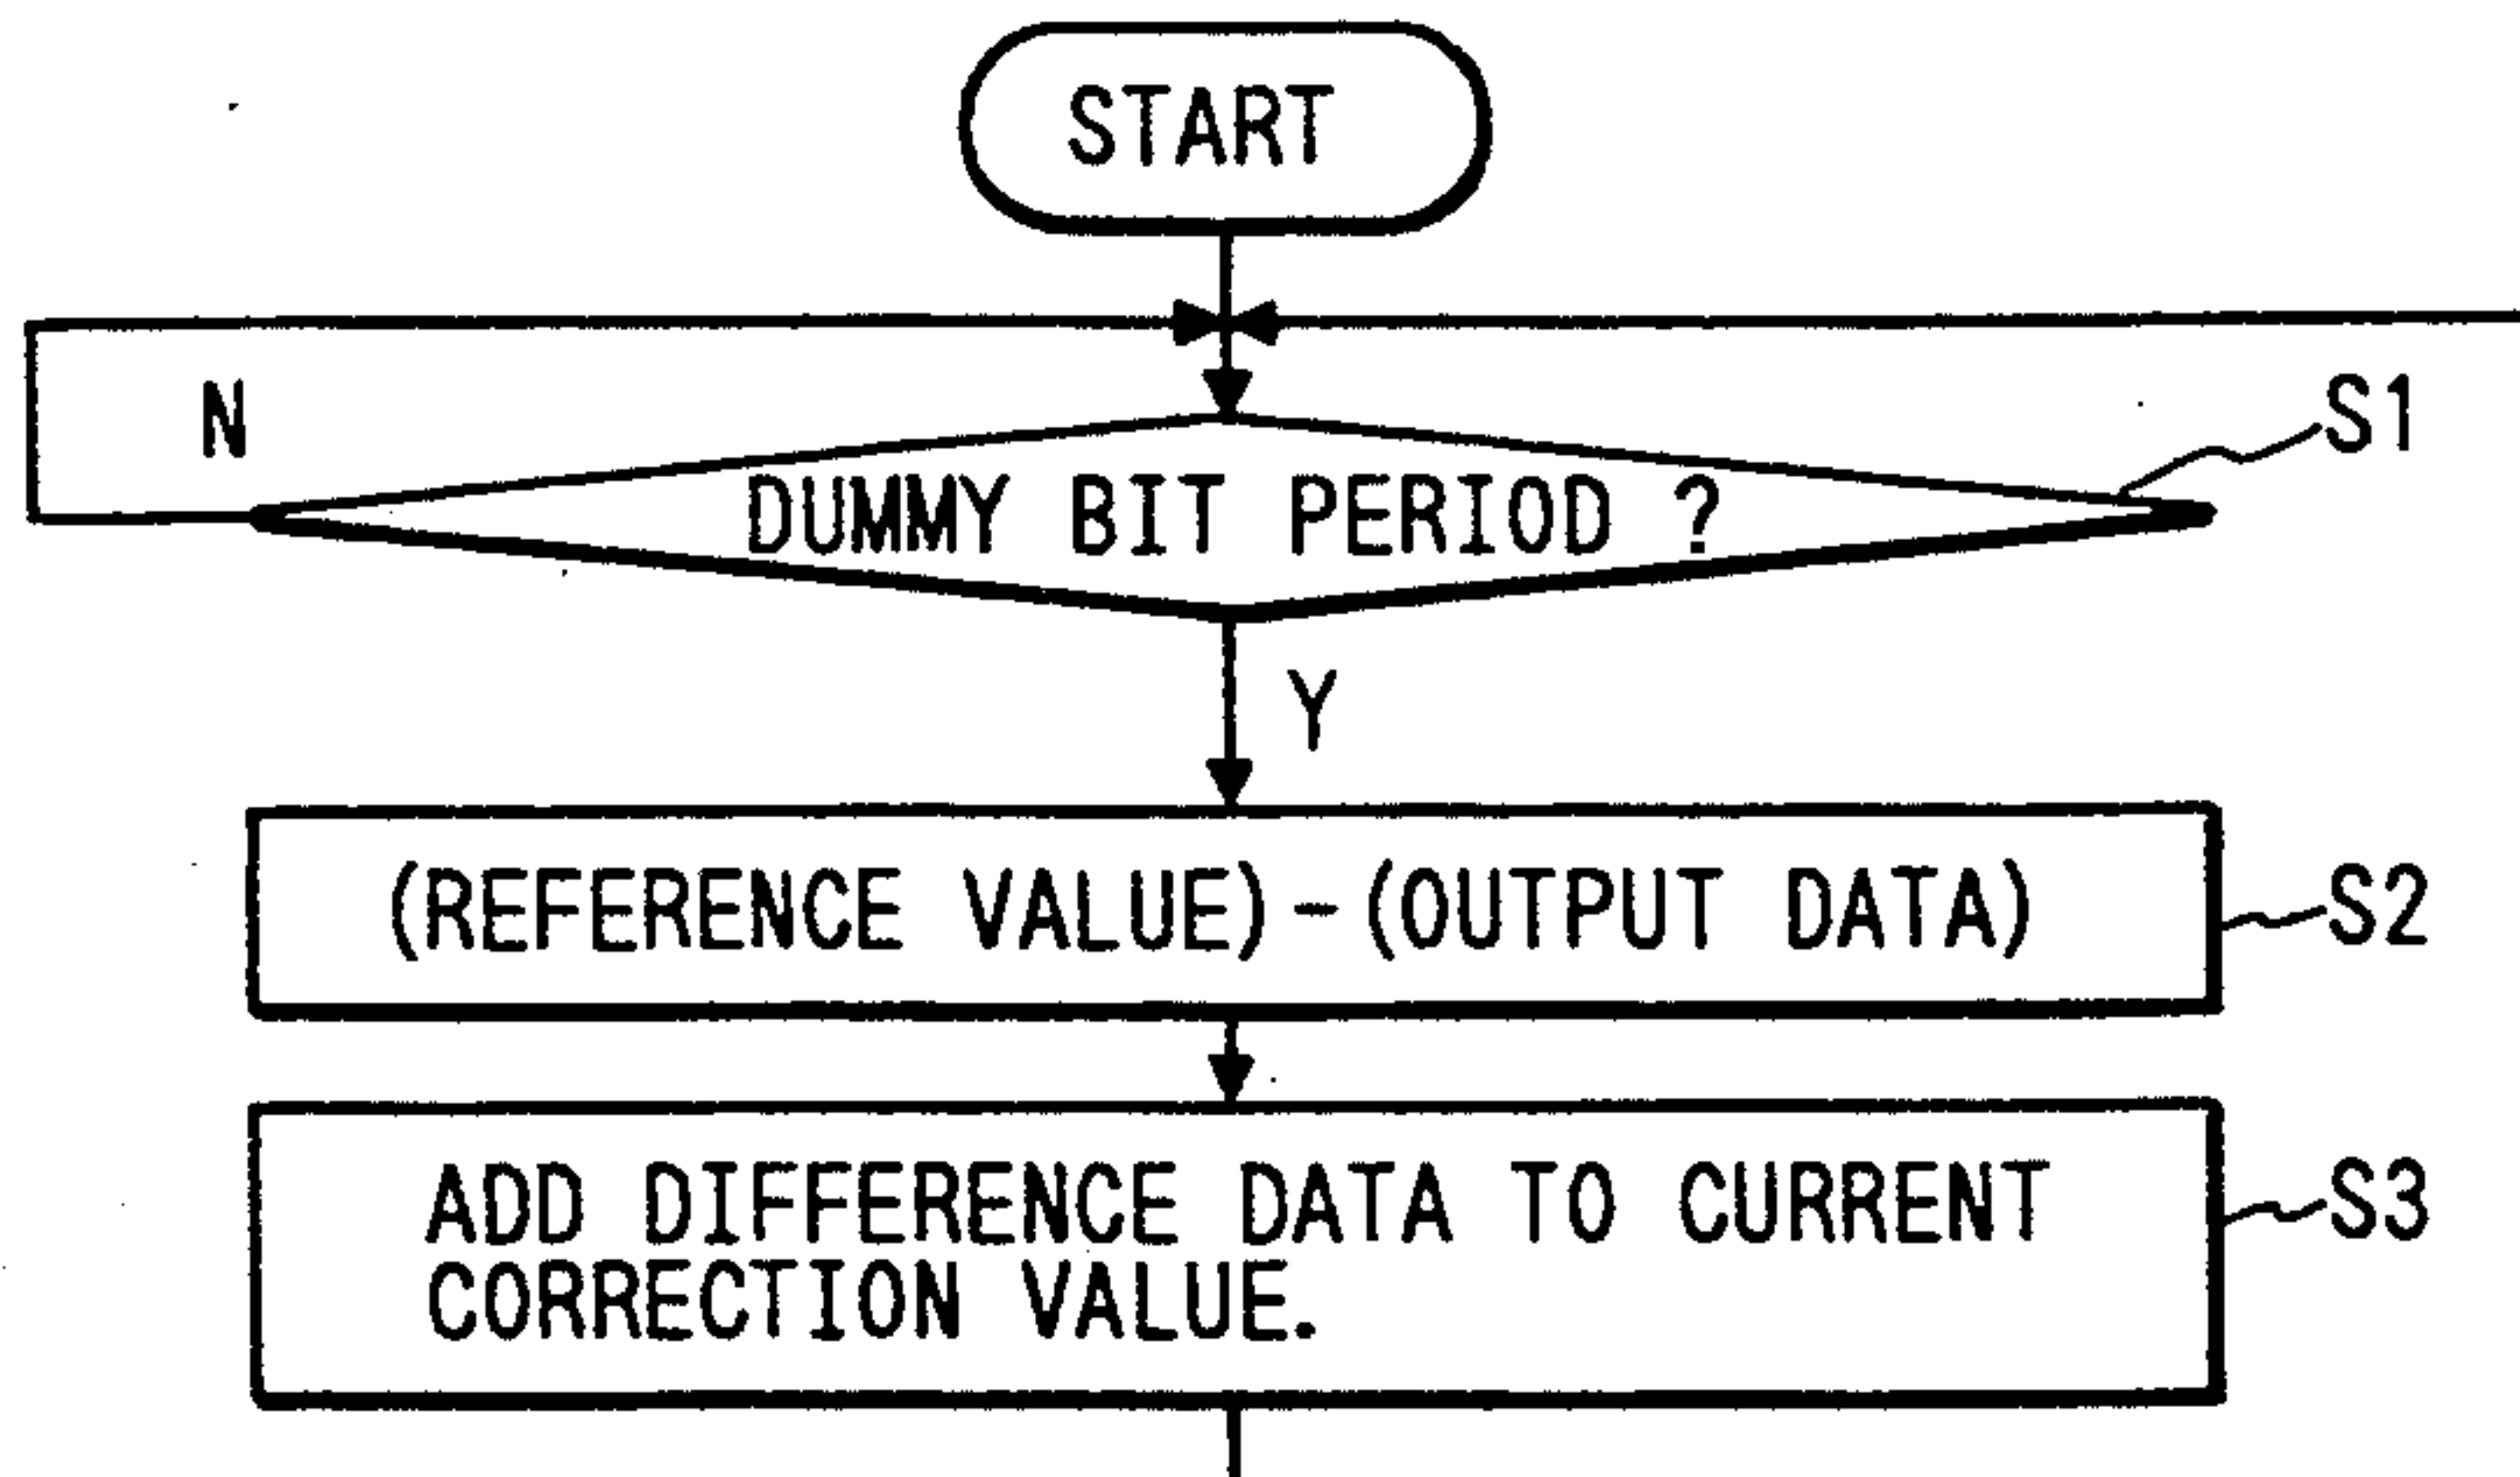 START
N
S1
DUMMY BIT PERIOD ?
Y
(REFERENCE VALUE)-(OUTPUT DATA)
S2
ADD DIFFERENCE DATA TO CURRENT
S3
CORRECTION VALUE.